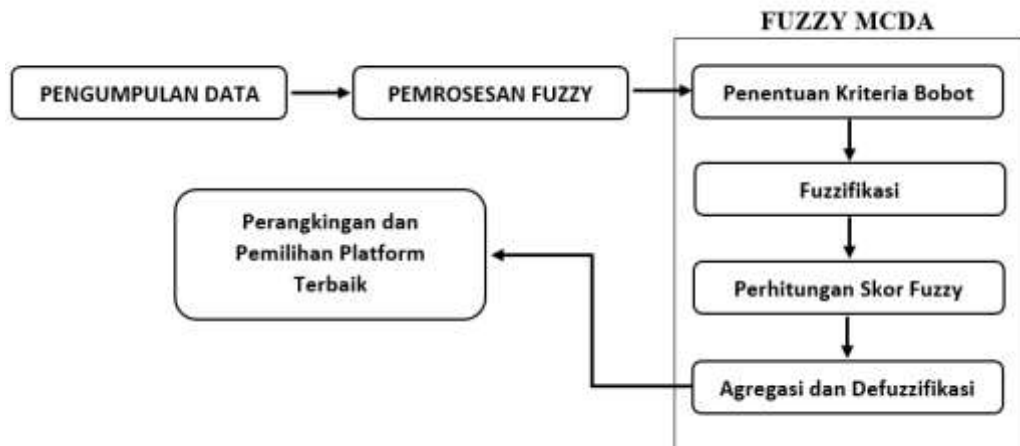 FUZZY MCDA
PENGUMPULAN DATA
PEMROSESAN FUZZY
Penentuan Kriteria Bobot
Fuzzifikasi
Perhitungan Skor Fuzzy
Agregasi dan Defuzzifikasi
Perangkingan dan
Pemilihan Platform
Terbaik